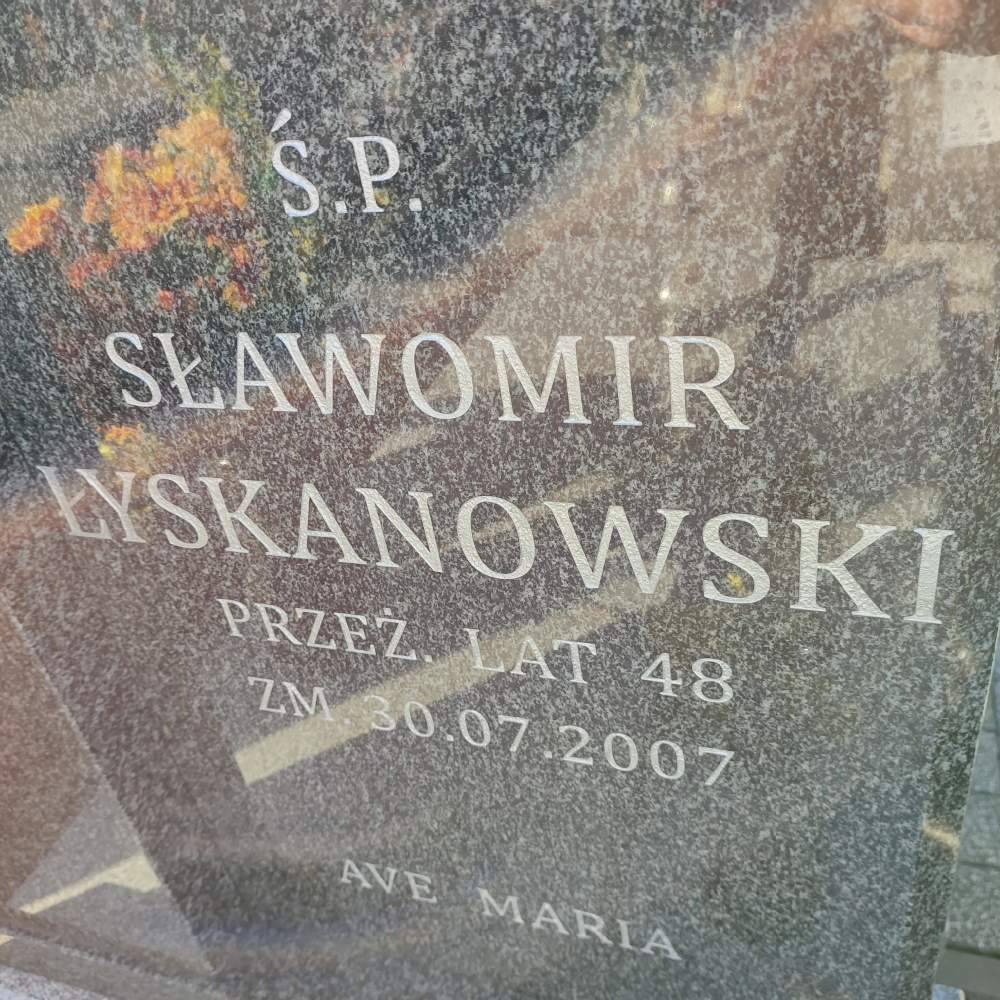 Ś.P.
SŁAWOMIR
ŁYSKANOWSKI
PRZEŻ. LAT 48
ZM. 30.07.2007
AVE MARIA